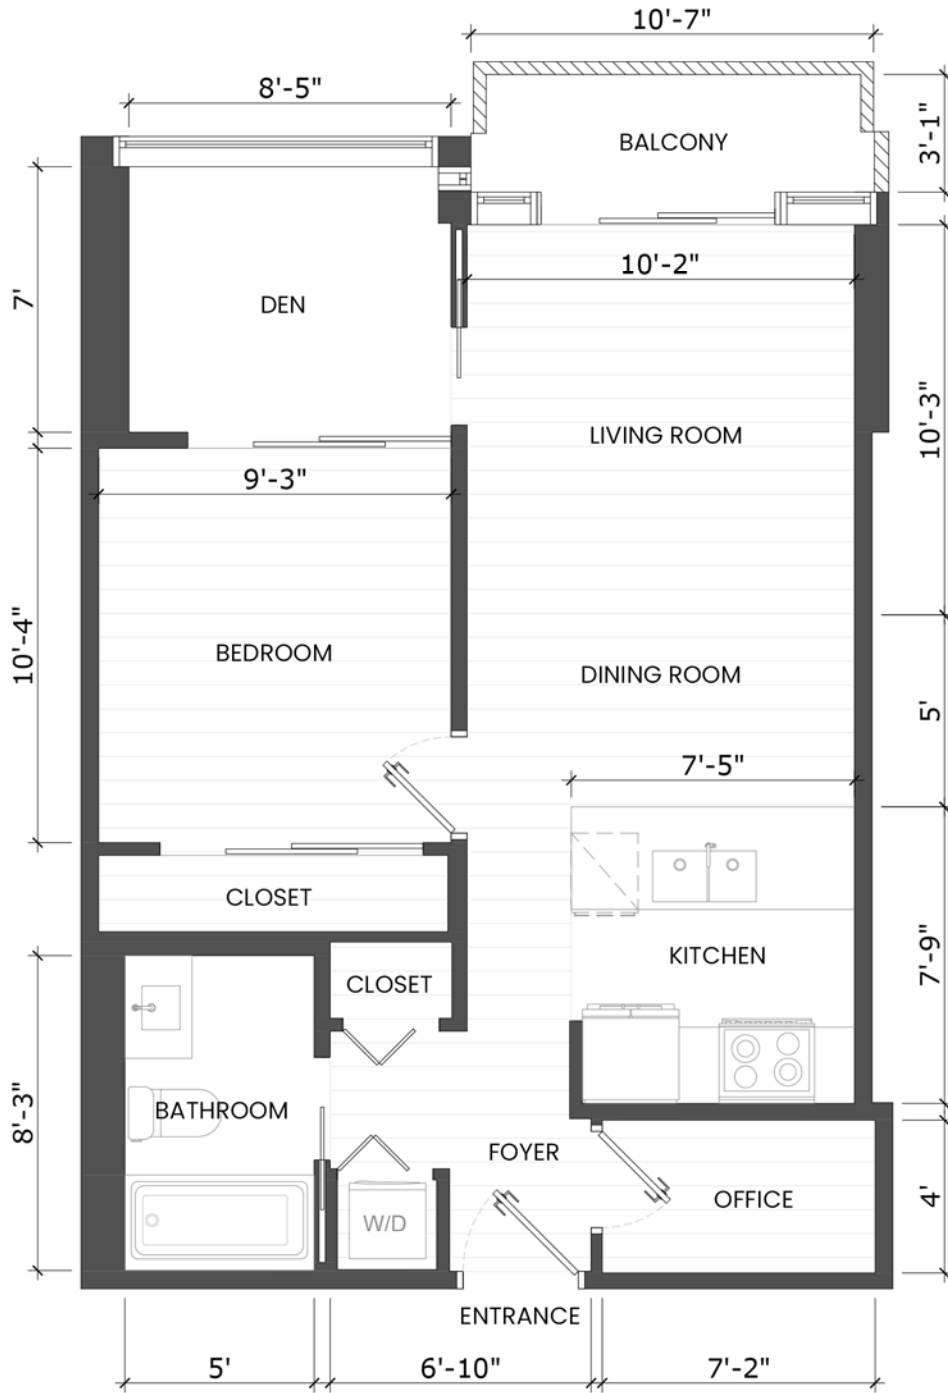 10'-7"
8'-5"
3'-1"
BALCONY
10'-2"
7'
DEN
10'-3"
LIVING ROOM
9'-3"
10'-4"
BEDROOM
DINING ROOM
5'
7'-5"
CLOSET
KITCHEN
7'-9"
CLOSET
8'-3"
BATHROOM
FOYER
OFFICE
4'
W/D
ENTRANCE
5'
6'-10"
7'-2"